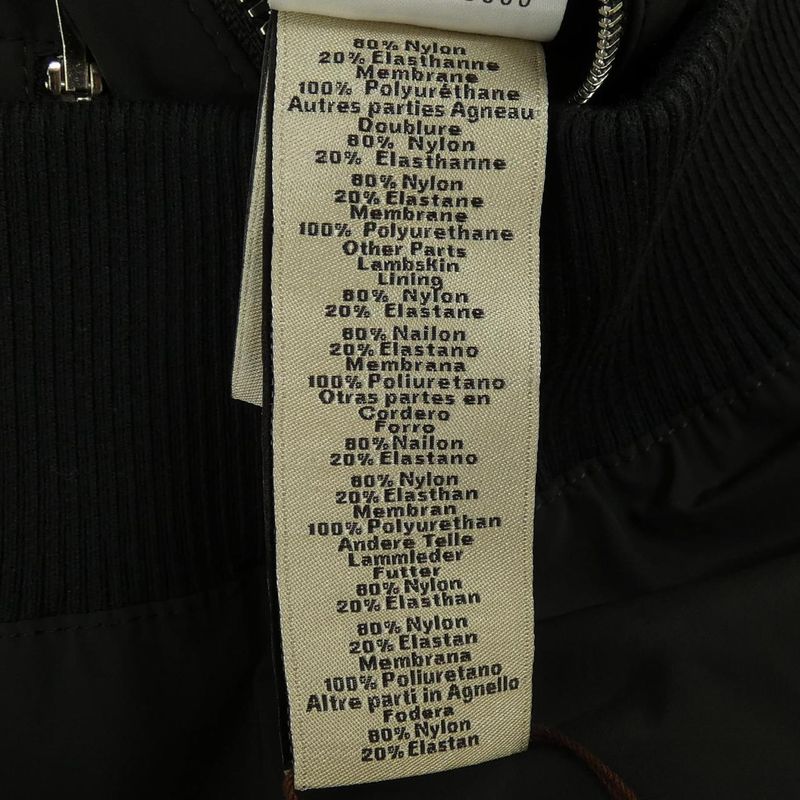 80% Nylon
20% Elasthanne
Membrane
100% Polyuréthane
Autres parties Agneau
Doublure
80% Nylon
20% Elasthanne
80% Nylon
20% Elastane
Membrane
100% Polyurethane
Other Parts
Lambskin
Lining
80% Nylon
20% Elastane
80% Nailon
20% Elastano
Membrana
100% Poliuretano
Otras partes en
Cordero
Forro
80% Nailon
20% Elastano
80% Nylon
20% Elasthan
Membran
100% Polyurethan
Andere Teile
Lammleder
Futter
80% Nylon
20% Elasthan
80% Nylon
20% Elastan
Membrana
100% Poliuretano
Altre parti in Agnello
Fodera
80% Nylon
20% Elastan